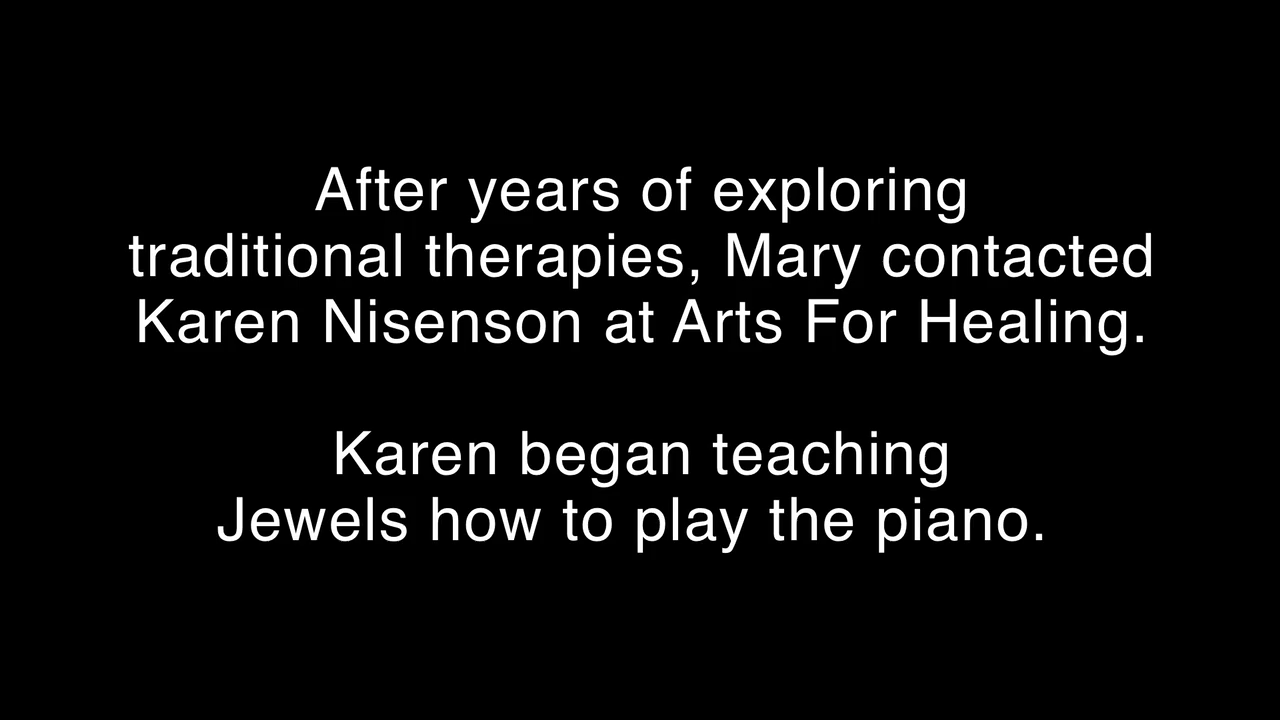 After years of exploring
traditional therapies, Mary contacted
Karen Nisenson at Arts For Healing.
Karen began teaching
Jewels how to play the piano.